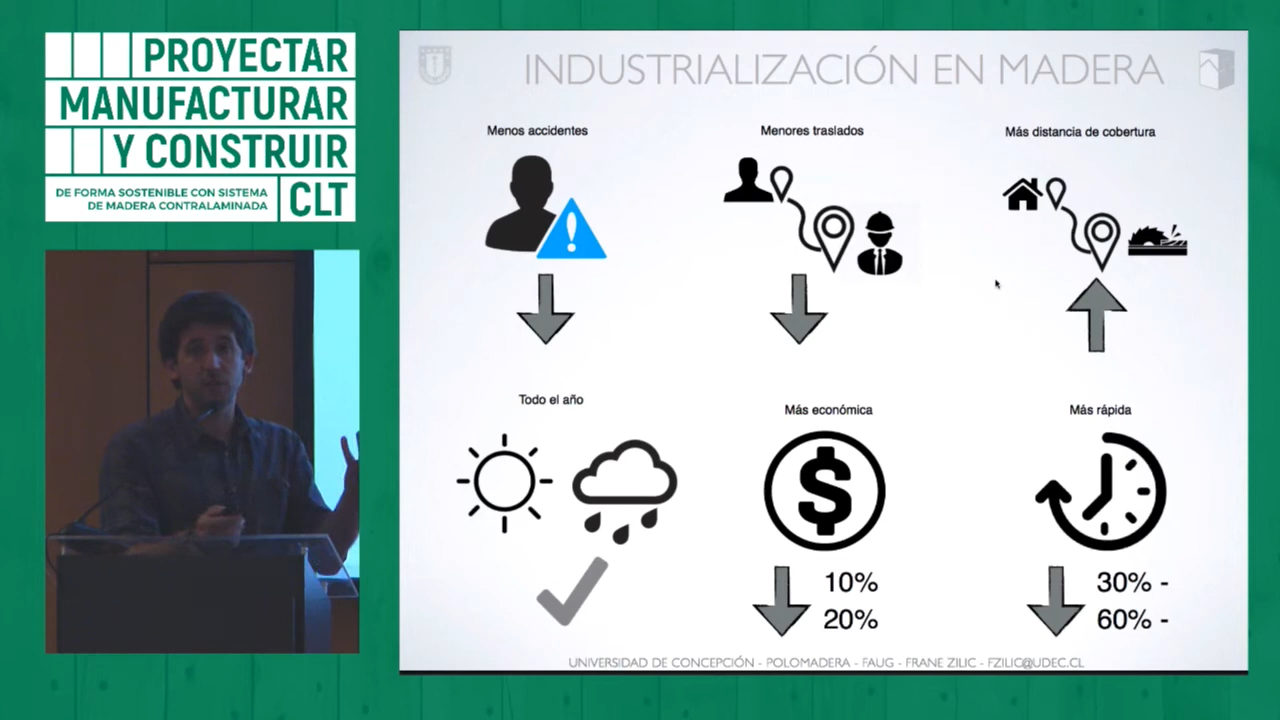 PROYECTAR
MANUFACTURAR
Y CONSTRUIR
DE FORMA SOSTENIBLE CON SISTEMA
DE MADERA CONTRALAMINADA
CLT
INDUSTRIALIZACIÓN EN MADERA
Menos accidentes
Menores traslados
Más distancia de cobertura
Todo el año
Más económica
Más rápida
$
10%
20%
30% -
60% -
UNIVERSIDAD DE CONCEPCIÓN - POLOMADERA - FAUG - FRANE ZILIC - FZILIC@UDEC.CL